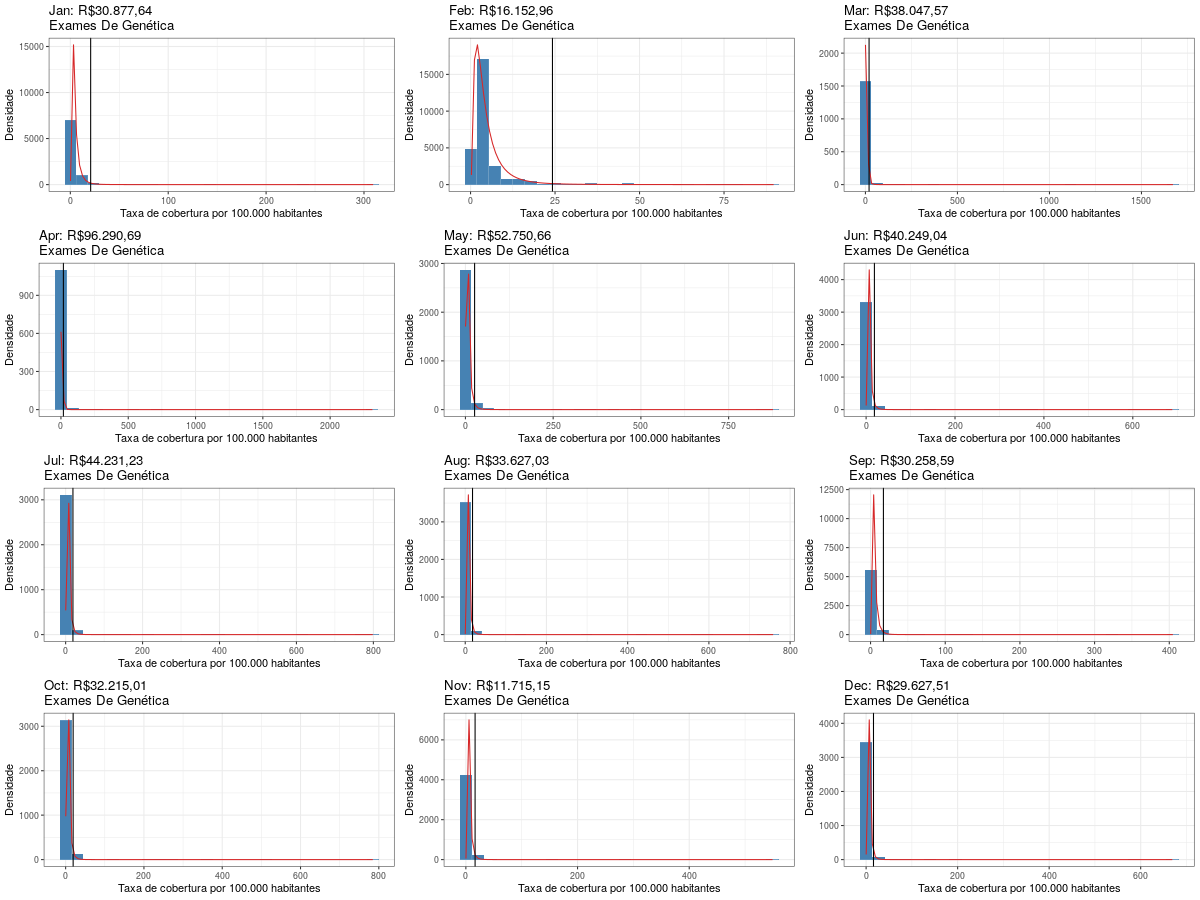 Jan: R$30.877,64
Exames De Genética
Densidade
15000
10000
5000
0
0 100 200 300
Taxa de cobertura por 100.000 habitantes
Feb: R$16.152,96
Exames De Genética
Densidade
15000
10000
5000
0
0 25 50 75
Taxa de cobertura por 100.000 habitantes
Mar: R$38.047,57
Exames De Genética
Densidade
2000
1500
1000
500
0
0 500 1000 1500
Taxa de cobertura por 100.000 habitantes
Apr: R$96.290,69
Exames De Genética
Densidade
900
600
300
0
0 500 1000 1500 2000
Taxa de cobertura por 100.000 habitantes
May: R$52.750,66
Exames De Genética
Densidade
3000
2000
1000
0
0 250 500 750
Taxa de cobertura por 100.000 habitantes
Jun: R$40.249,04
Exames De Genética
Densidade
4000
3000
2000
1000
0
0 200 400 600
Taxa de cobertura por 100.000 habitantes
Jul: R$44.231,23
Exames De Genética
Densidade
3000
2000
1000
0
0 200 400 600 800
Taxa de cobertura por 100.000 habitantes
Aug: R$33.627,03
Exames De Genética
Densidade
3000
2000
1000
0
0 200 400 600 800
Taxa de cobertura por 100.000 habitantes
Sep: R$30.258,59
Exames De Genética
Densidade
12500
10000
7500
5000
2500
0
0 100 200 300 400
Taxa de cobertura por 100.000 habitantes
Oct: R$32.215,01
Exames De Genética
Densidade
3000
2000
1000
0
0 200 400 600 800
Taxa de cobertura por 100.000 habitantes
Nov: R$11.715,15
Exames De Genética
Densidade
6000
4000
2000
0
0 200 400
Taxa de cobertura por 100.000 habitantes
Dec: R$29.627,51
Exames De Genética
Densidade
4000
3000
2000
1000
0
0 200 400 600
Taxa de cobertura por 100.000 habitantes